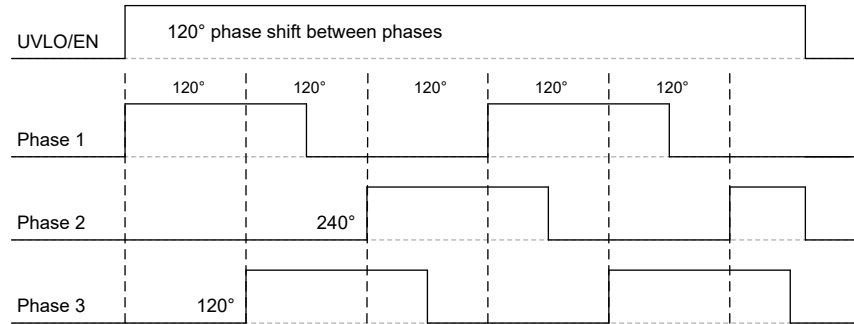 UVLO/EN
120° phase shift between phases
120° 120° 120° 120° 120°
Phase 1
Phase 2
240°
Phase 3
120°